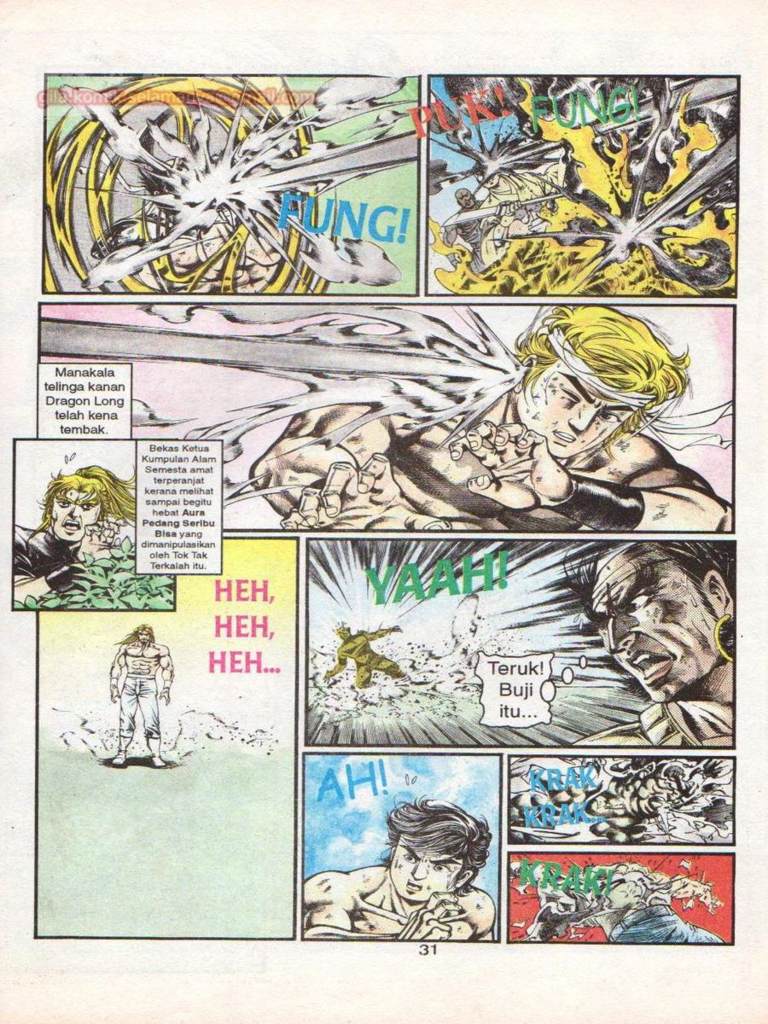 FUNG!
PUK! FUNG!
Manakala
telinga kanan
Dragon Long
telah kena
tembak.
Bekas Ketua
Kumpulan Alam
Semesta amat
terperanjat
kerana melihat
sampai begitu
hebat Aura
Pedang Seribu
Bisa yang
dimanipulasikan
oleh Tok Tak
Terkalah itu.
HEH,
HEH,
HEH...
YAAH!
Teruk!
Buji
itu...
AH!
KRAK
KRAK...
KRAK!
31